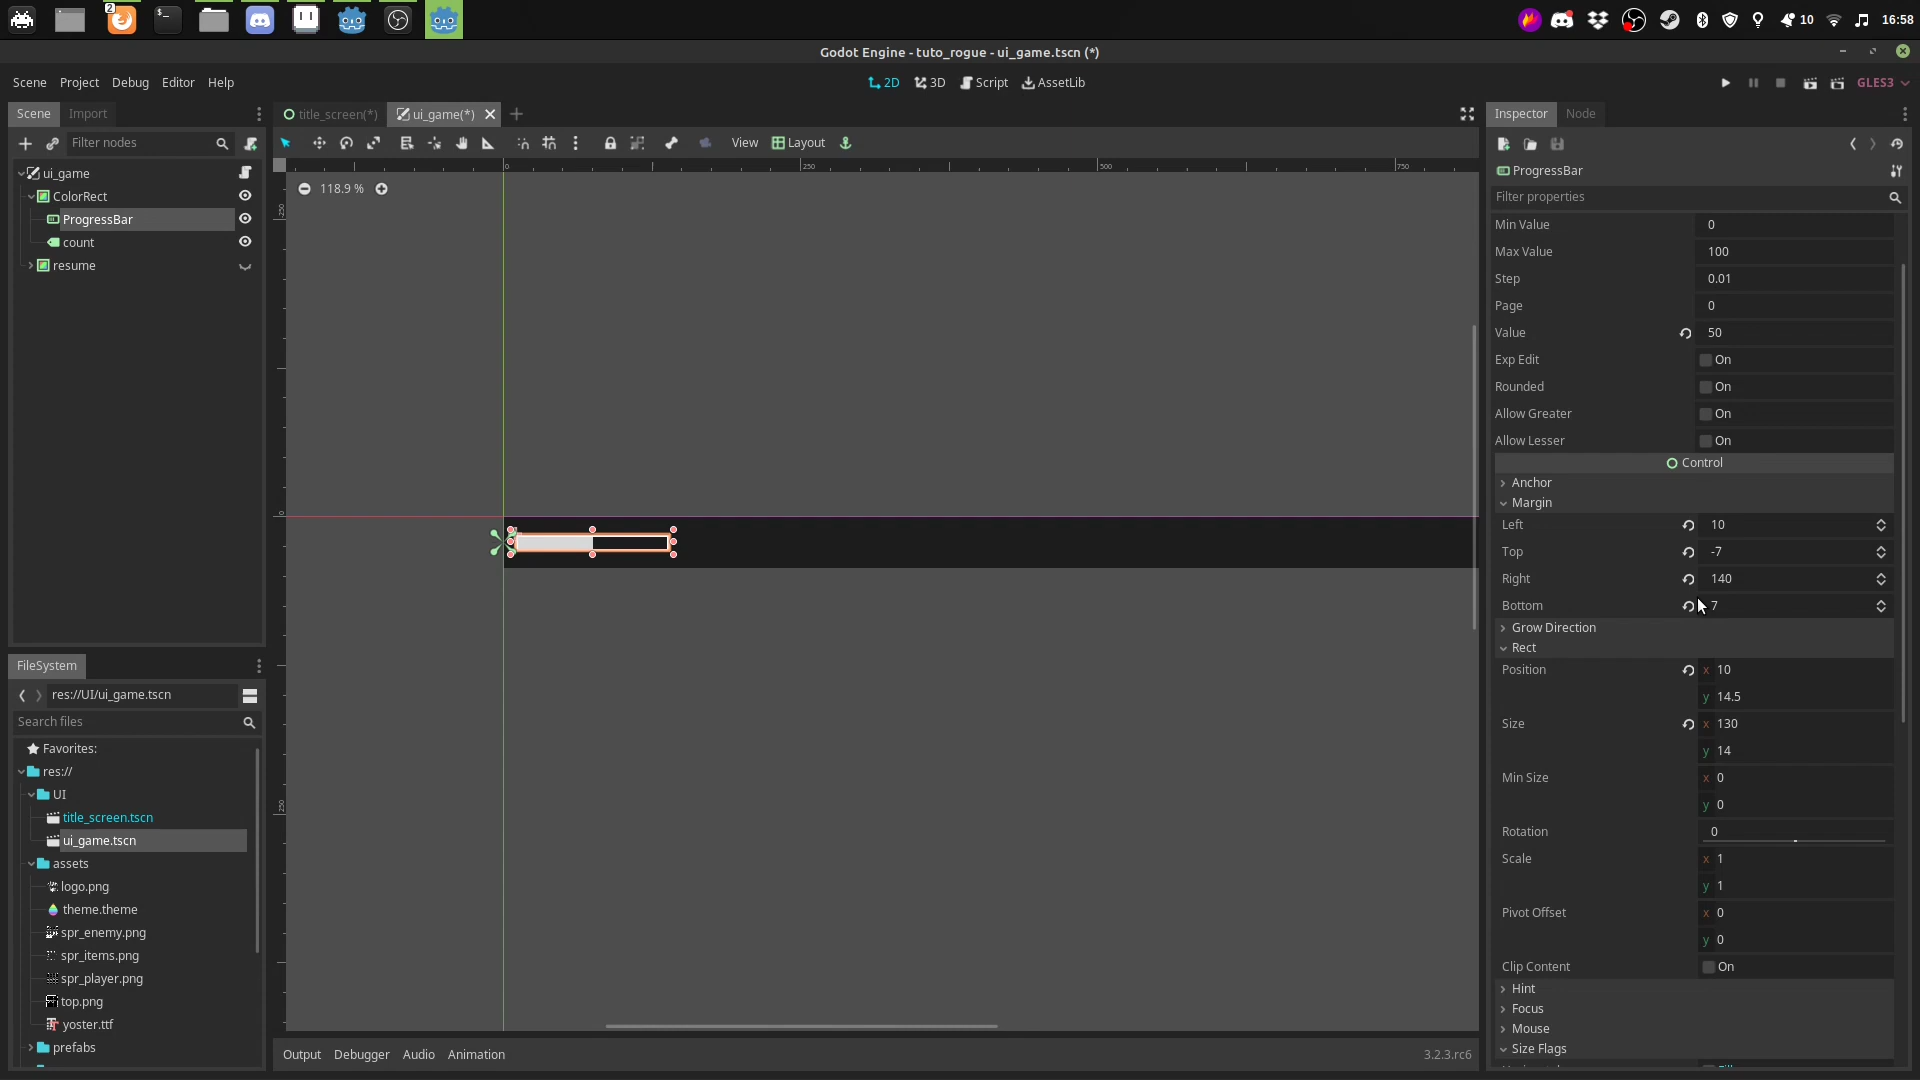 2
10
16:58
Godot Engine - tuto_rogue - ui_game.tscn (*)
Scene Project Debug Editor Help
2D 3D Script AssetLib
GLES3
Scene Import
title_screen(*) ui_game(*)
Inspector Node
Filter nodes
View Layout
ui_game
ColorRect
ProgressBar
count
resume
118.9 %
0 250 500 750
-250
0
250
ProgressBar
Filter properties
Min Value 0
Max Value 100
Step 0.01
Page 0
Value 50
Exp Edit On
Rounded On
Allow Greater On
Allow Lesser On
Control
Anchor
Margin
Left 10
Top -7
Right 140
Bottom 7
Grow Direction
Rect
Position x 10
y 14.5
Size x 130
y 14
Min Size x 0
y 0
Rotation 0
Scale x 1
y 1
Pivot Offset x 0
y 0
Clip Content On
Hint
Focus
Mouse
Size Flags
FileSystem
res://UI/ui_game.tscn
Search files
Favorites:
res://
UI
title_screen.tscn
ui_game.tscn
assets
logo.png
theme.theme
spr_enemy.png
spr_items.png
spr_player.png
top.png
yoster.ttf
prefabs
Output Debugger Audio Animation
3.2.3.rc6